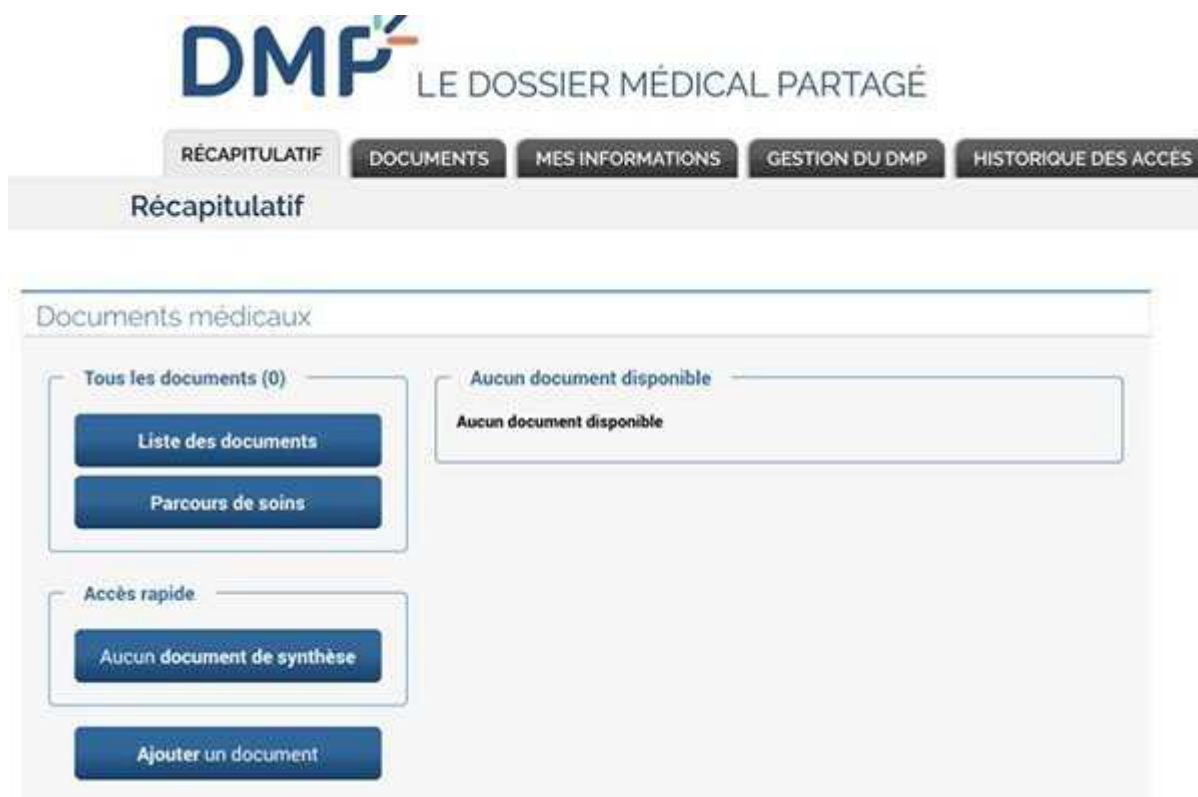 DMP LE DOSSIER MÉDICAL PARTAGÉ
RÉCAPITULATIF DOCUMENTS MES INFORMATIONS GESTION DU DMP HISTORIQUE DES ACCÈS
Récapitulatif
Documents médicaux
Tous les documents (0)
Liste des documents
Parcours de soins
Aucun document disponible
Aucun document disponible
Accès rapide
Aucun document de synthèse
Ajouter un document